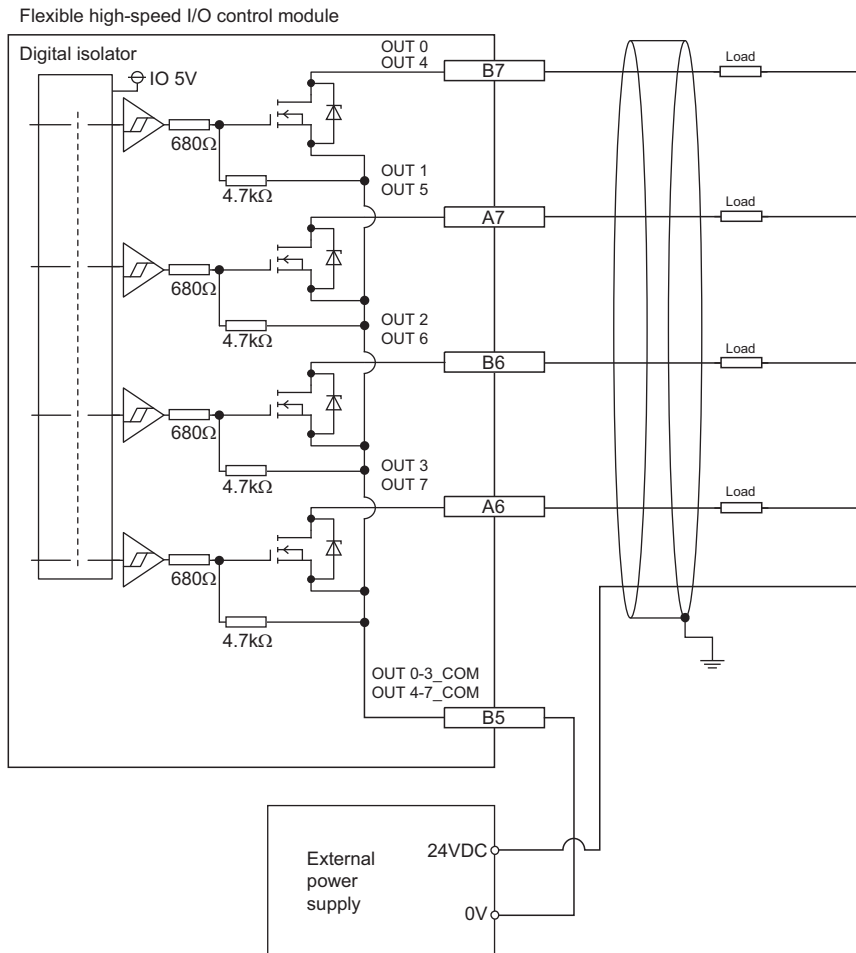 Flexible high-speed I/O control module
Digital isolator
IO 5V
OUT 0
OUT 4
B7
Load
680Ω
4.7kΩ
OUT 1
OUT 5
A7
Load
680Ω
4.7kΩ
OUT 2
OUT 6
B6
Load
680Ω
4.7kΩ
OUT 3
OUT 7
A6
Load
680Ω
4.7kΩ
OUT 0-3_COM
OUT 4-7_COM
B5
External
power
supply
24VDC
0V